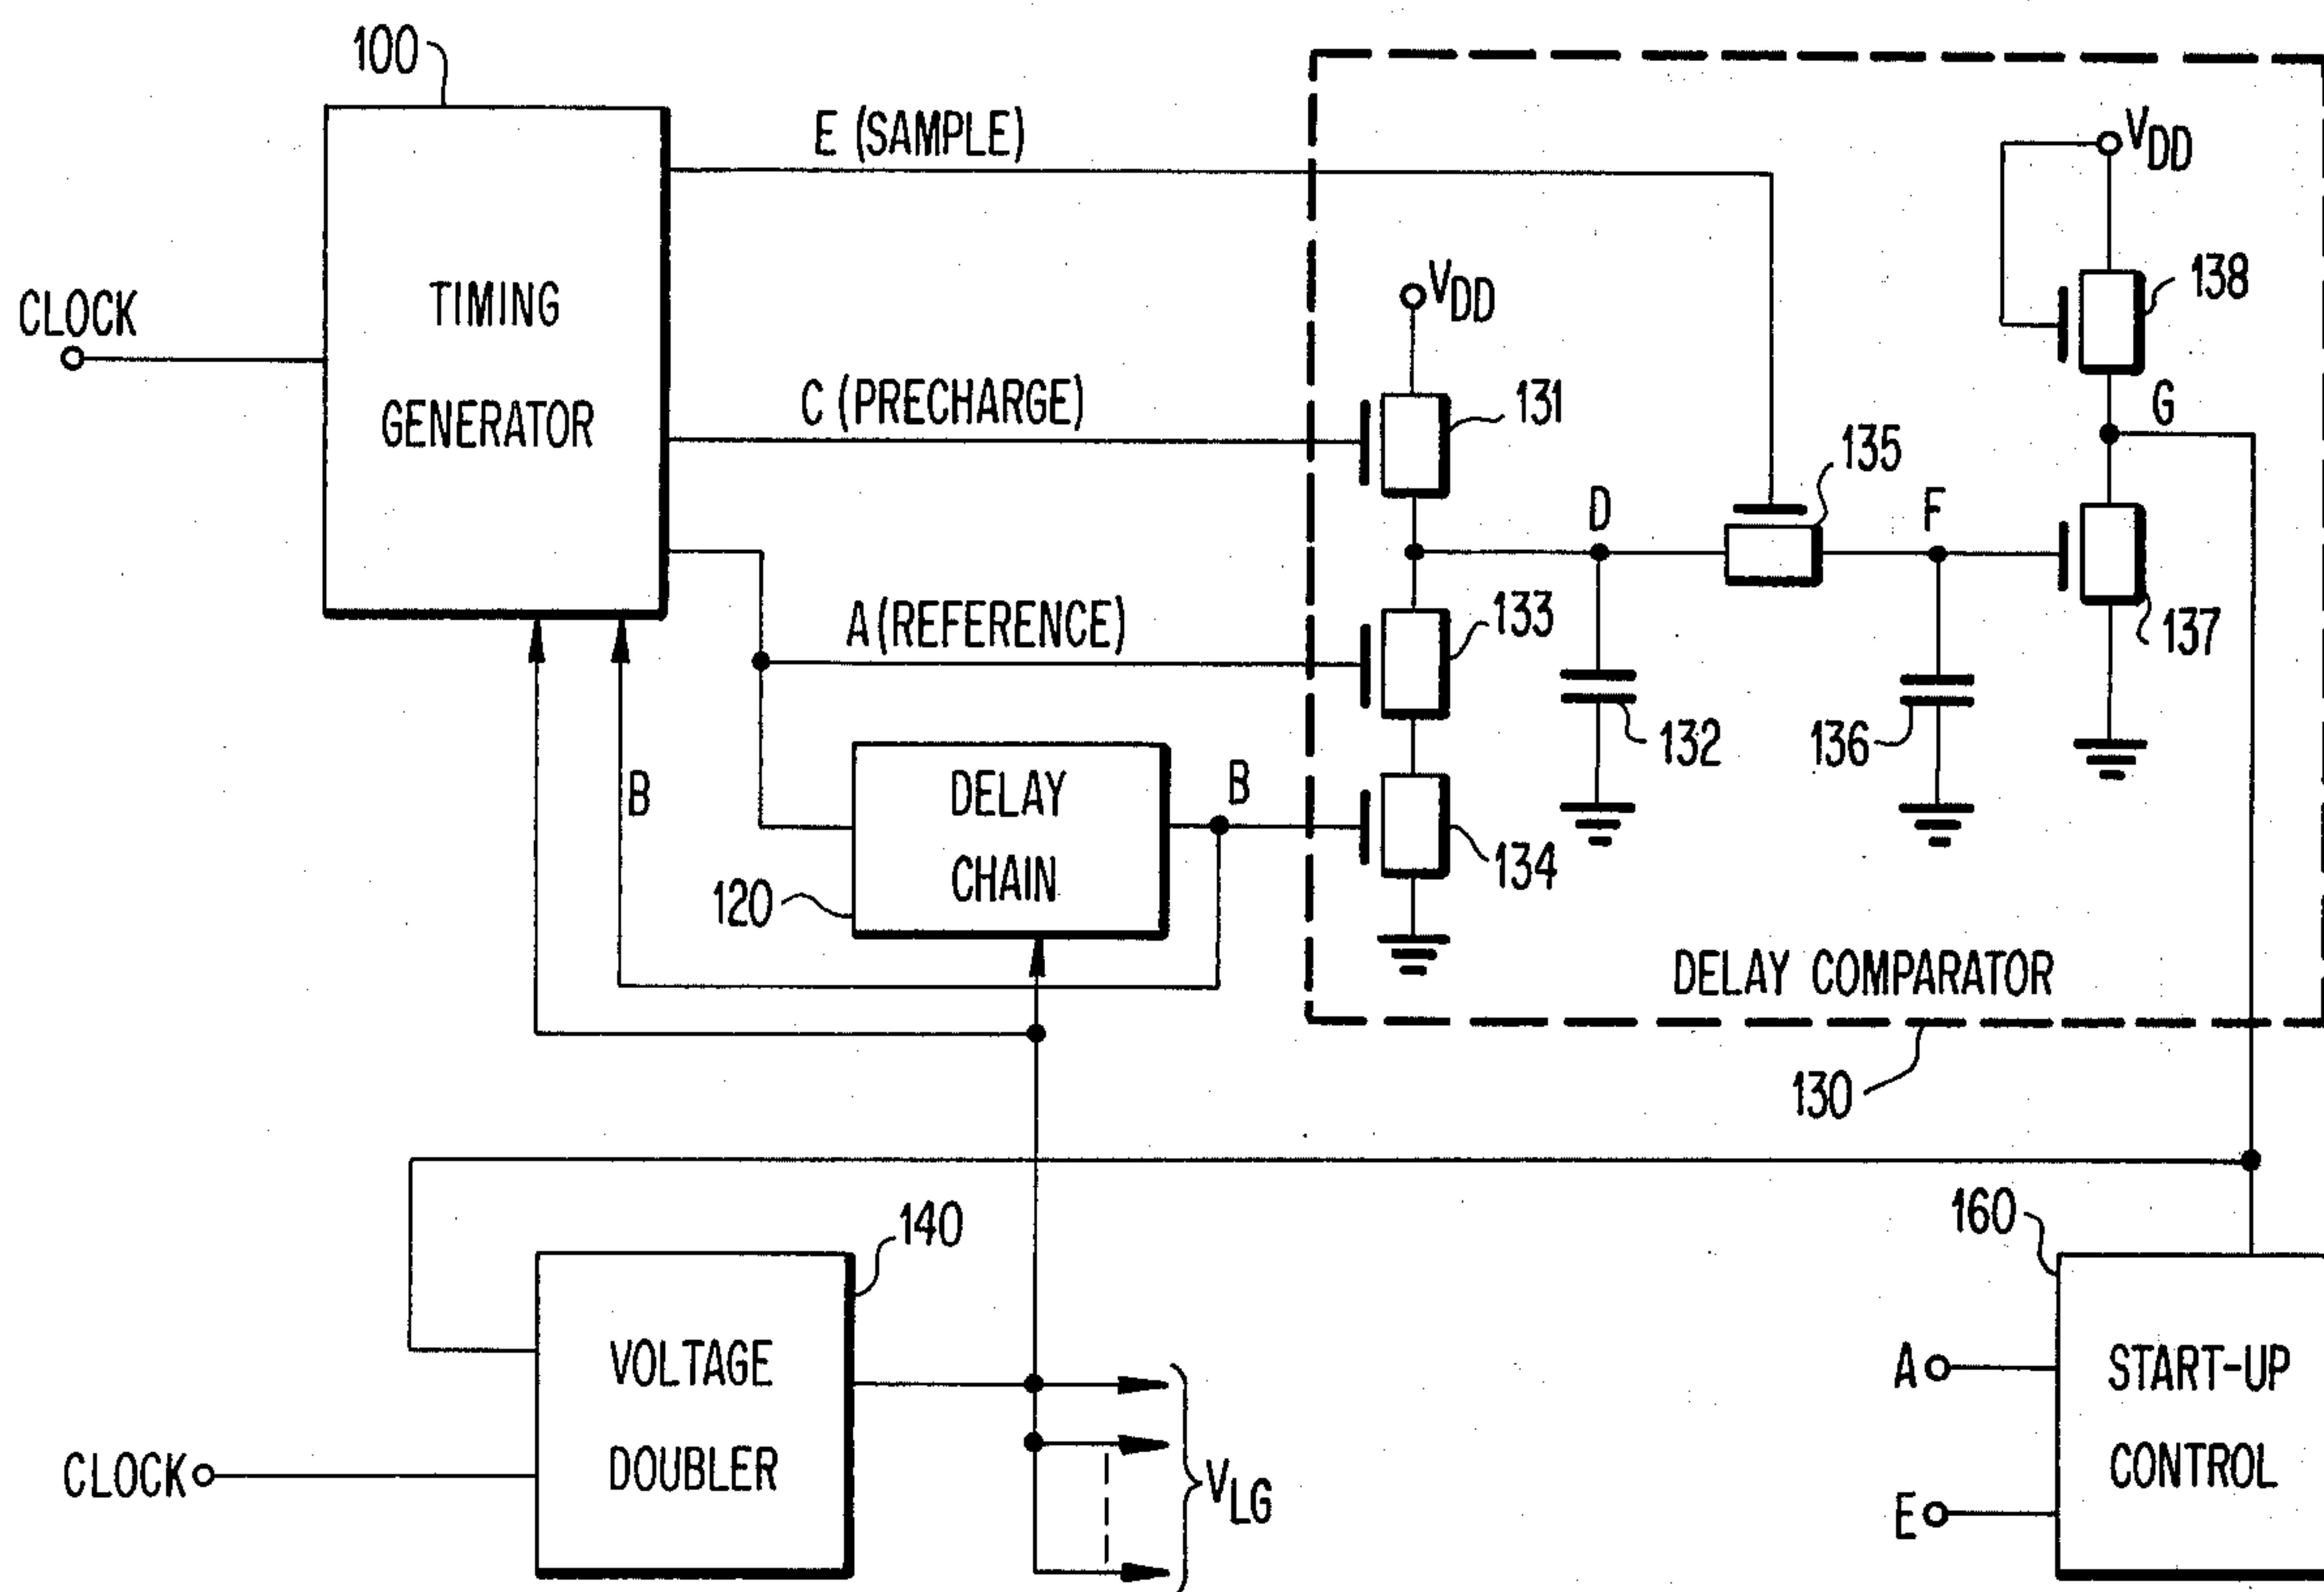 100
E (SAMPLE)
VDD
138
CLOCK
TIMING
GENERATOR
VDD
C (PRECHARGE)
131
G
135
D
F
A (REFERENCE)
133
137
132
136
B
DELAY
CHAIN
B
134
120
DELAY COMPARATOR
130
140
160
VOLTAGE
DOUBLER
A
START-UP
CONTROL
CLOCK
VLG
E